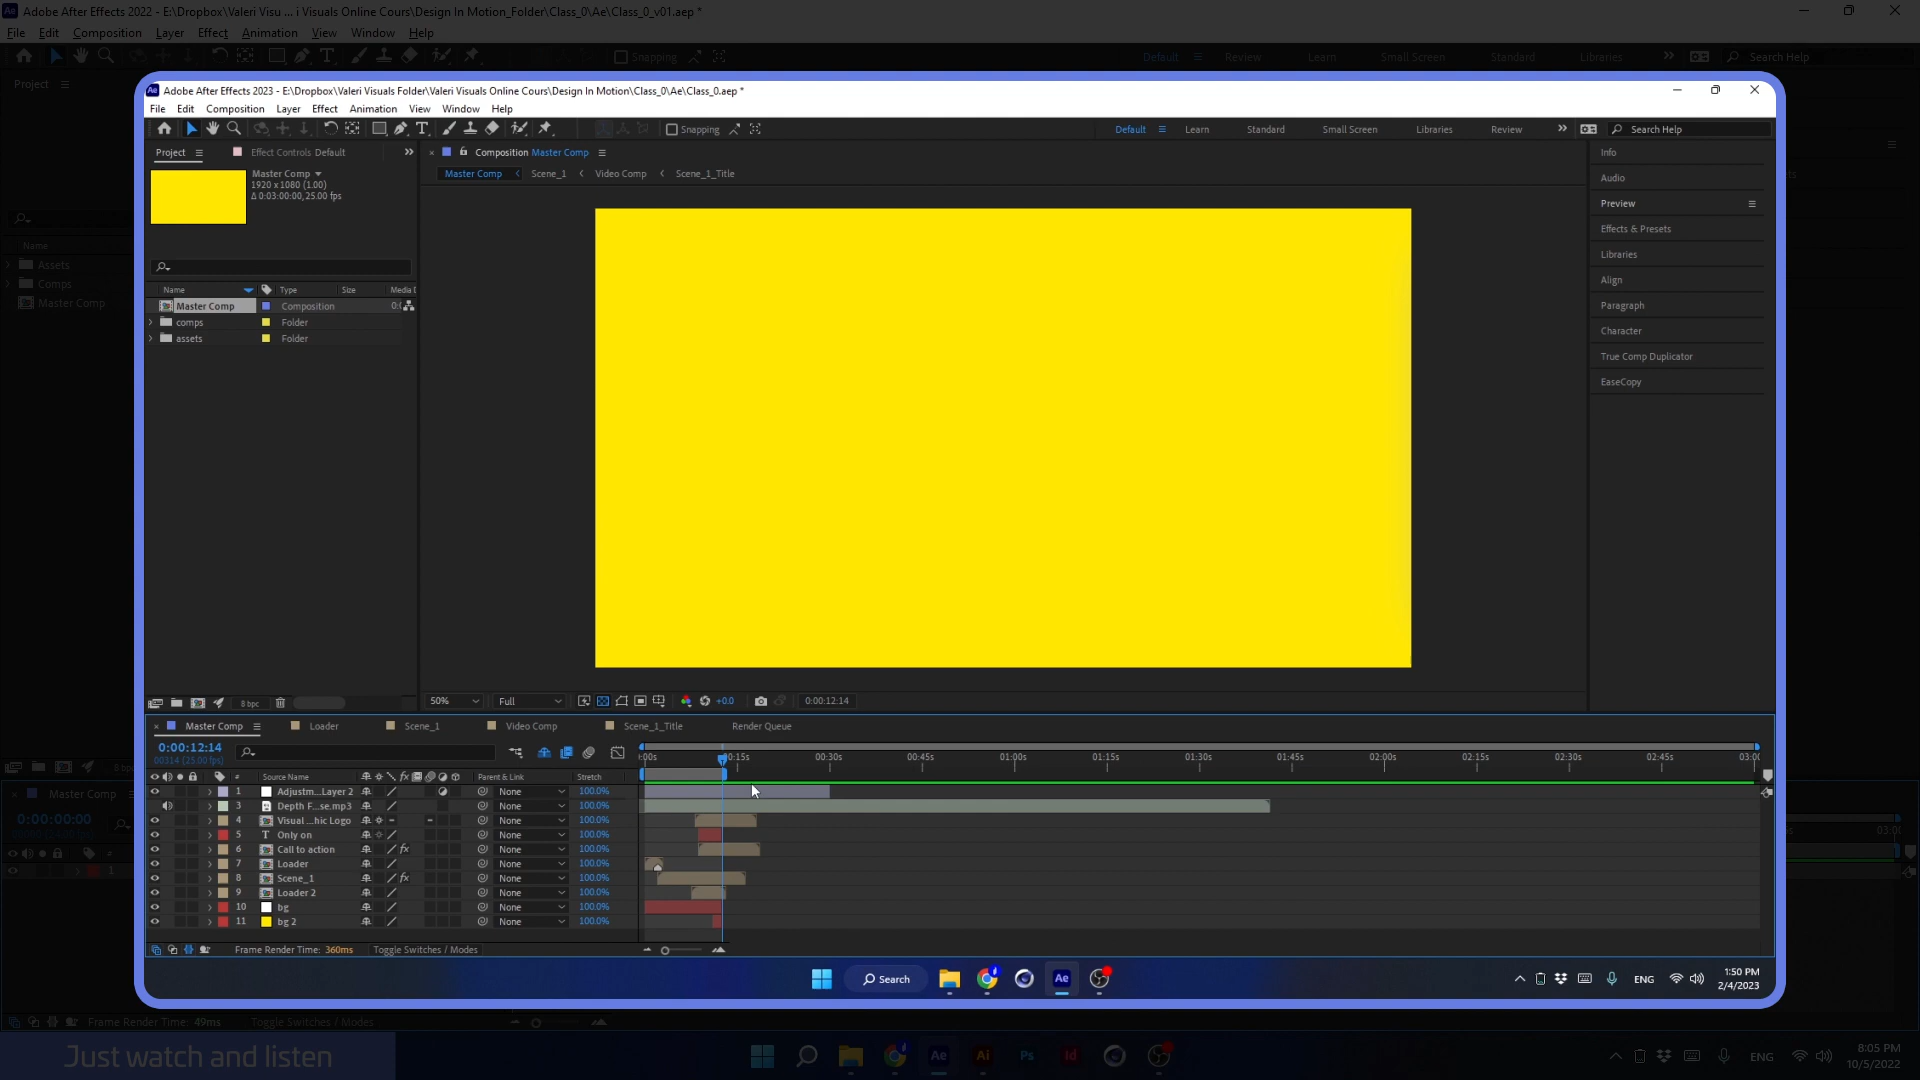 Adobe After Effects 2022 - E:\Dropbox\Valeri Visu ... i Visuals Online Cours\Design In Motion_Folder\Class_0\Ae\Class_0_v01.aep *
File Edit Composition Layer Effect Animation View Window Help
Snapping Default Review Learn Small Screen Standard Libraries Search Help
Project
Name
Assets
Comps
Master Comp
Adobe After Effects 2023 - E:\Dropbox\Valeri Visuals Folder\Valeri Visuals Online Cours\Design In Motion\Class_0\Ae\Class_0.aep *
File Edit Composition Layer Effect Animation View Window Help
Snapping Default Learn Standard Small Screen Libraries Review Search Help
Project Effect Controls Default Composition Master Comp
Master Comp
1920 x 1080 (1.00)
Δ 0:03:00:00, 25.00 fps
Master Comp Scene_1 Video Comp Scene_1_Title
Info
Audio
Preview
Effects & Presets
Libraries
Align
Paragraph
Character
True Comp Duplicator
EaseCopy
Name Type Size Media D
Master Comp Composition
comps Folder
assets Folder
8 bpc 50% Full +0.0 0:00:12:14
Master Comp Loader Scene_1 Video Comp Scene_1_Title Render Queue
0:00:12:14
00314 (25.00 fps)
:00s 00:15s 00:30s 00:45s 01:00s 01:15s 01:30s 01:45s 02:00s 02:15s 02:30s 02:45s 03:00
# Source Name fx Parent & Link Stretch
1 Adjustm...Layer 2 None 100.0%
3 Depth F...se.mp3 None 100.0%
4 Visual ...hic Logo None 100.0%
5 T Only on None 100.0%
6 Call to action fx None 100.0%
7 Loader None 100.0%
8 Scene_1 fx None 100.0%
9 Loader 2 None 100.0%
10 bg None 100.0%
11 bg 2 None 100.0%
Frame Render Time: 360ms Toggle Switches / Modes
Search Ae ENG 1:50 PM
2/4/2023
Master Comp
0:00:00:00
Frame Render Time: 49ms Toggle Switches / Modes
Just watch and listen
Ae Ai Ps Id ENG 8:05 PM
10/5/2022